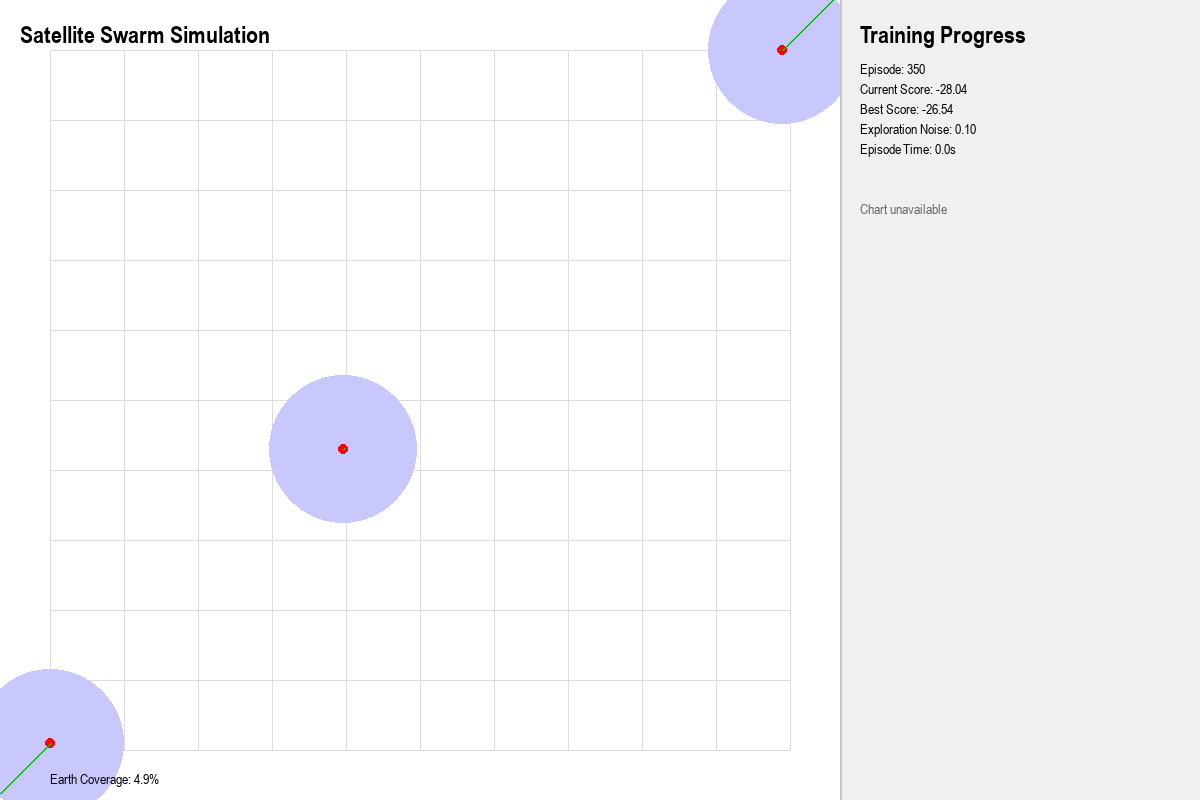 Satellite Swarm Simulation
Training Progress
Episode: 350
Current Score: -28.04
Best Score: -26.54
Exploration Noise: 0.10
Episode Time: 0.0s
Chart unavailable
Earth Coverage: 4.9%